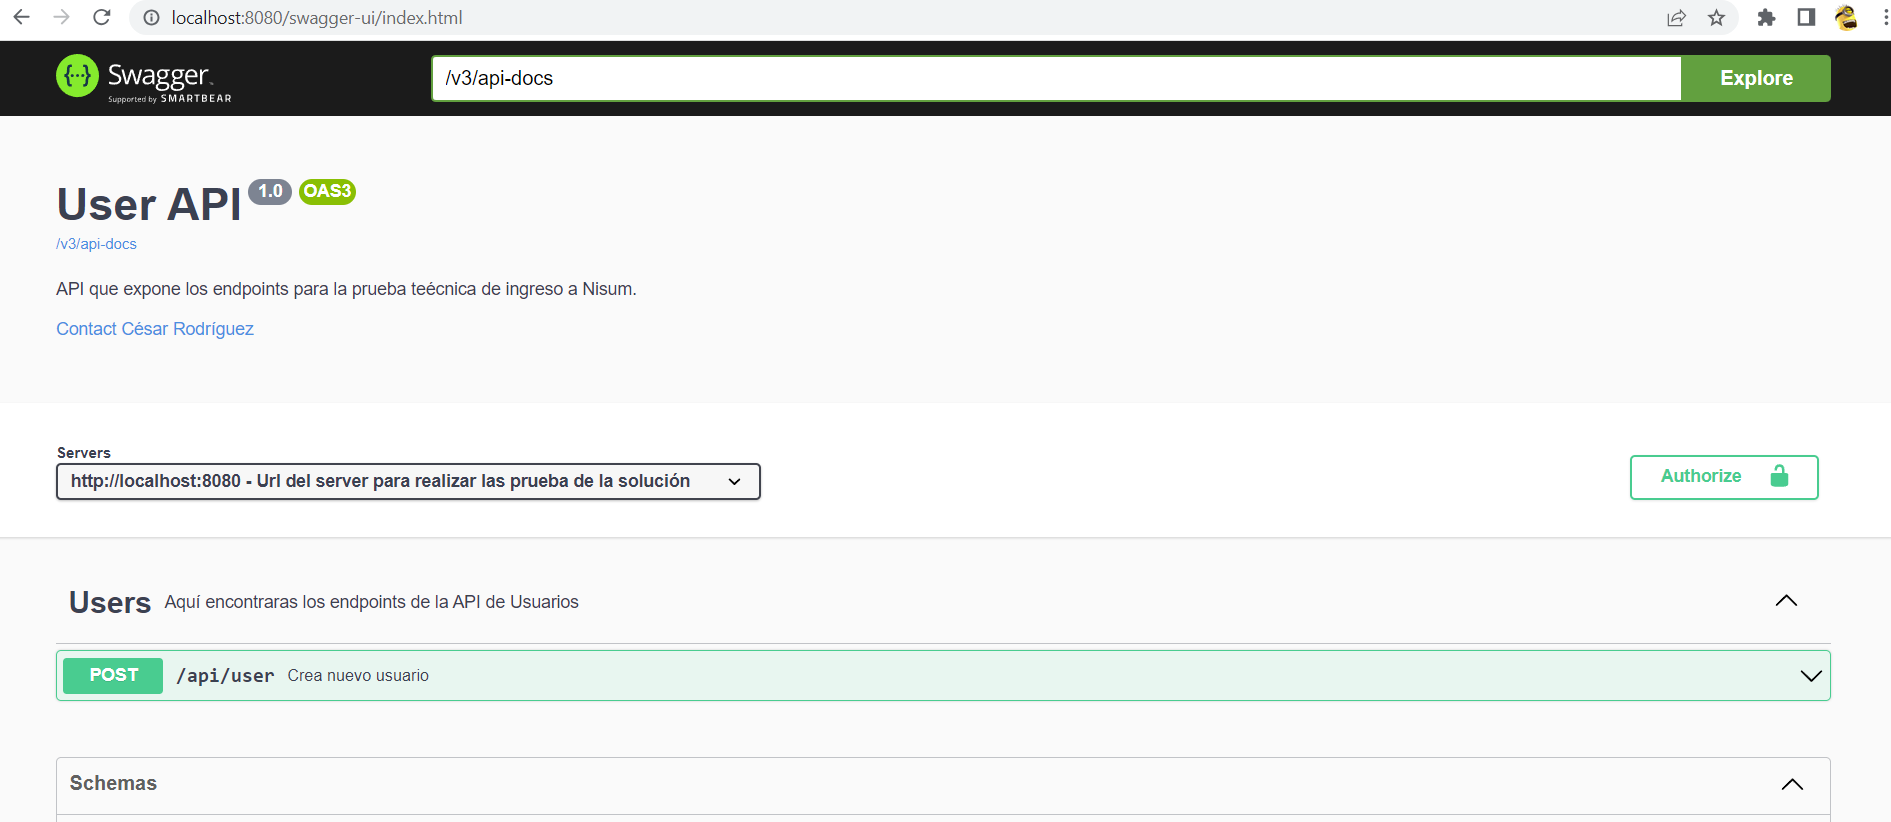 localhost:8080/swagger-ui/index.html
{···} Swagger™
Supported by SMARTBEAR
/v3/api-docs
Explore
User API 1.0 OAS3
/v3/api-docs
API que expone los endpoints para la prueba teécnica de ingreso a Nisum.
Contact César Rodríguez
Servers
http://localhost:8080 - Url del server para realizar las prueba de la solución
Authorize
Users Aquí encontraras los endpoints de la API de Usuarios
POST /api/user Crea nuevo usuario
Schemas